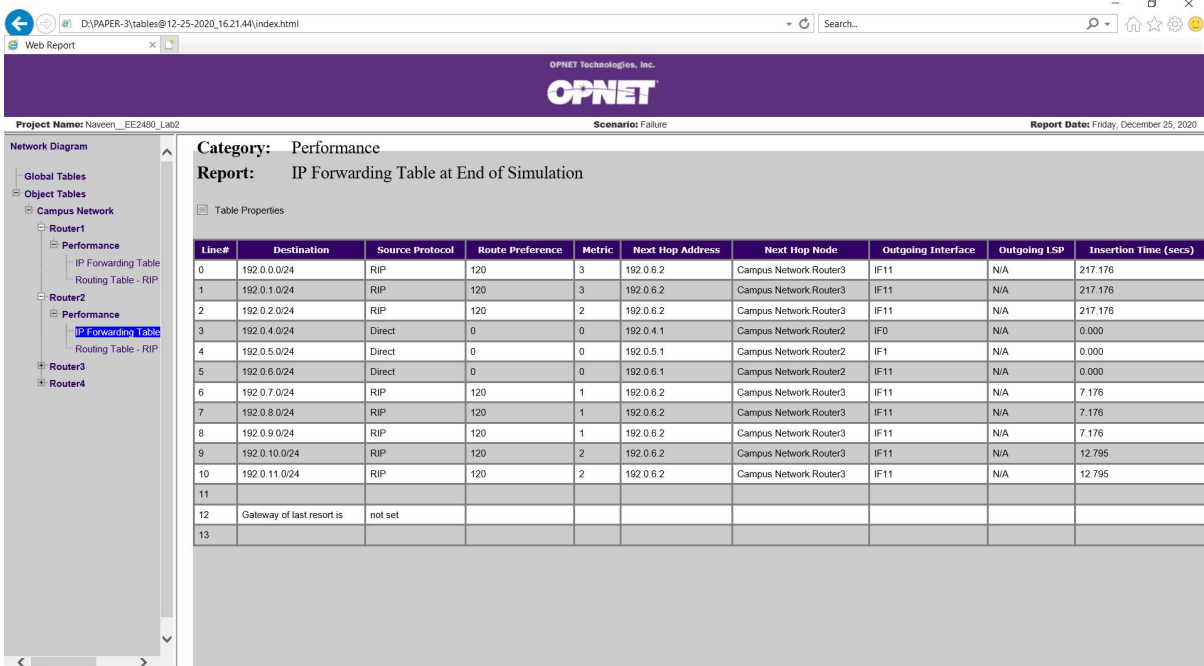 D:\PAPER-3\tables@12-25-2020_16.21.44\index.html
Search...
Web Report
OPNET Technologies, Inc.
OPNET
Project Name: Naveen__EE2480_Lab2 Scenario: Failure Report Date: Friday, December 25, 2020
Network Diagram
Global Tables
Object Tables
Campus Network
Router1
Performance
IP Forwarding Table
Routing Table - RIP
Router2
Performance
IP Forwarding Table
Routing Table - RIP
Router3
Router4
Category: Performance
Report: IP Forwarding Table at End of Simulation
Table Properties
Line# Destination Source Protocol Route Preference Metric Next Hop Address Next Hop Node Outgoing Interface Outgoing LSP Insertion Time (secs)
0 192.0.0.0/24 RIP 120 3 192.0.6.2 Campus Network.Router3 IF11 N/A 217.176
1 192.0.1.0/24 RIP 120 3 192.0.6.2 Campus Network.Router3 IF11 N/A 217.176
2 192.0.2.0/24 RIP 120 2 192.0.6.2 Campus Network.Router3 IF11 N/A 217.176
3 192.0.4.0/24 Direct 0 0 192.0.4.1 Campus Network.Router2 IF0 N/A 0.000
4 192.0.5.0/24 Direct 0 0 192.0.5.1 Campus Network.Router2 IF1 N/A 0.000
5 192.0.6.0/24 Direct 0 0 192.0.6.1 Campus Network.Router2 IF11 N/A 0.000
6 192.0.7.0/24 RIP 120 1 192.0.6.2 Campus Network.Router3 IF11 N/A 7.176
7 192.0.8.0/24 RIP 120 1 192.0.6.2 Campus Network.Router3 IF11 N/A 7.176
8 192.0.9.0/24 RIP 120 1 192.0.6.2 Campus Network.Router3 IF11 N/A 7.176
9 192.0.10.0/24 RIP 120 2 192.0.6.2 Campus Network.Router3 IF11 N/A 12.795
10 192.0.11.0/24 RIP 120 2 192.0.6.2 Campus Network.Router3 IF11 N/A 12.795
11
12 Gateway of last resort is not set
13